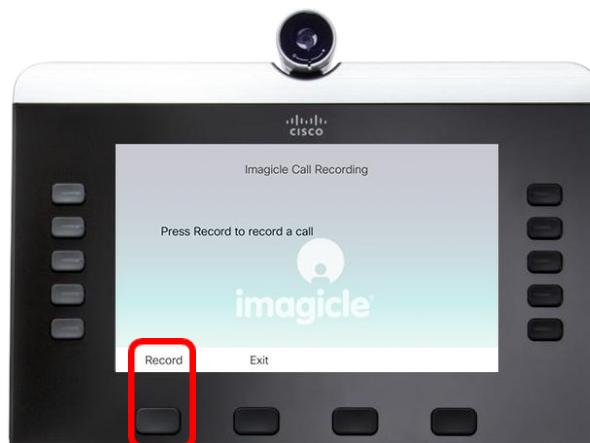 CISCO
Imagicle Call Recording
Press Record to record a call
imagicle
Record
Exit